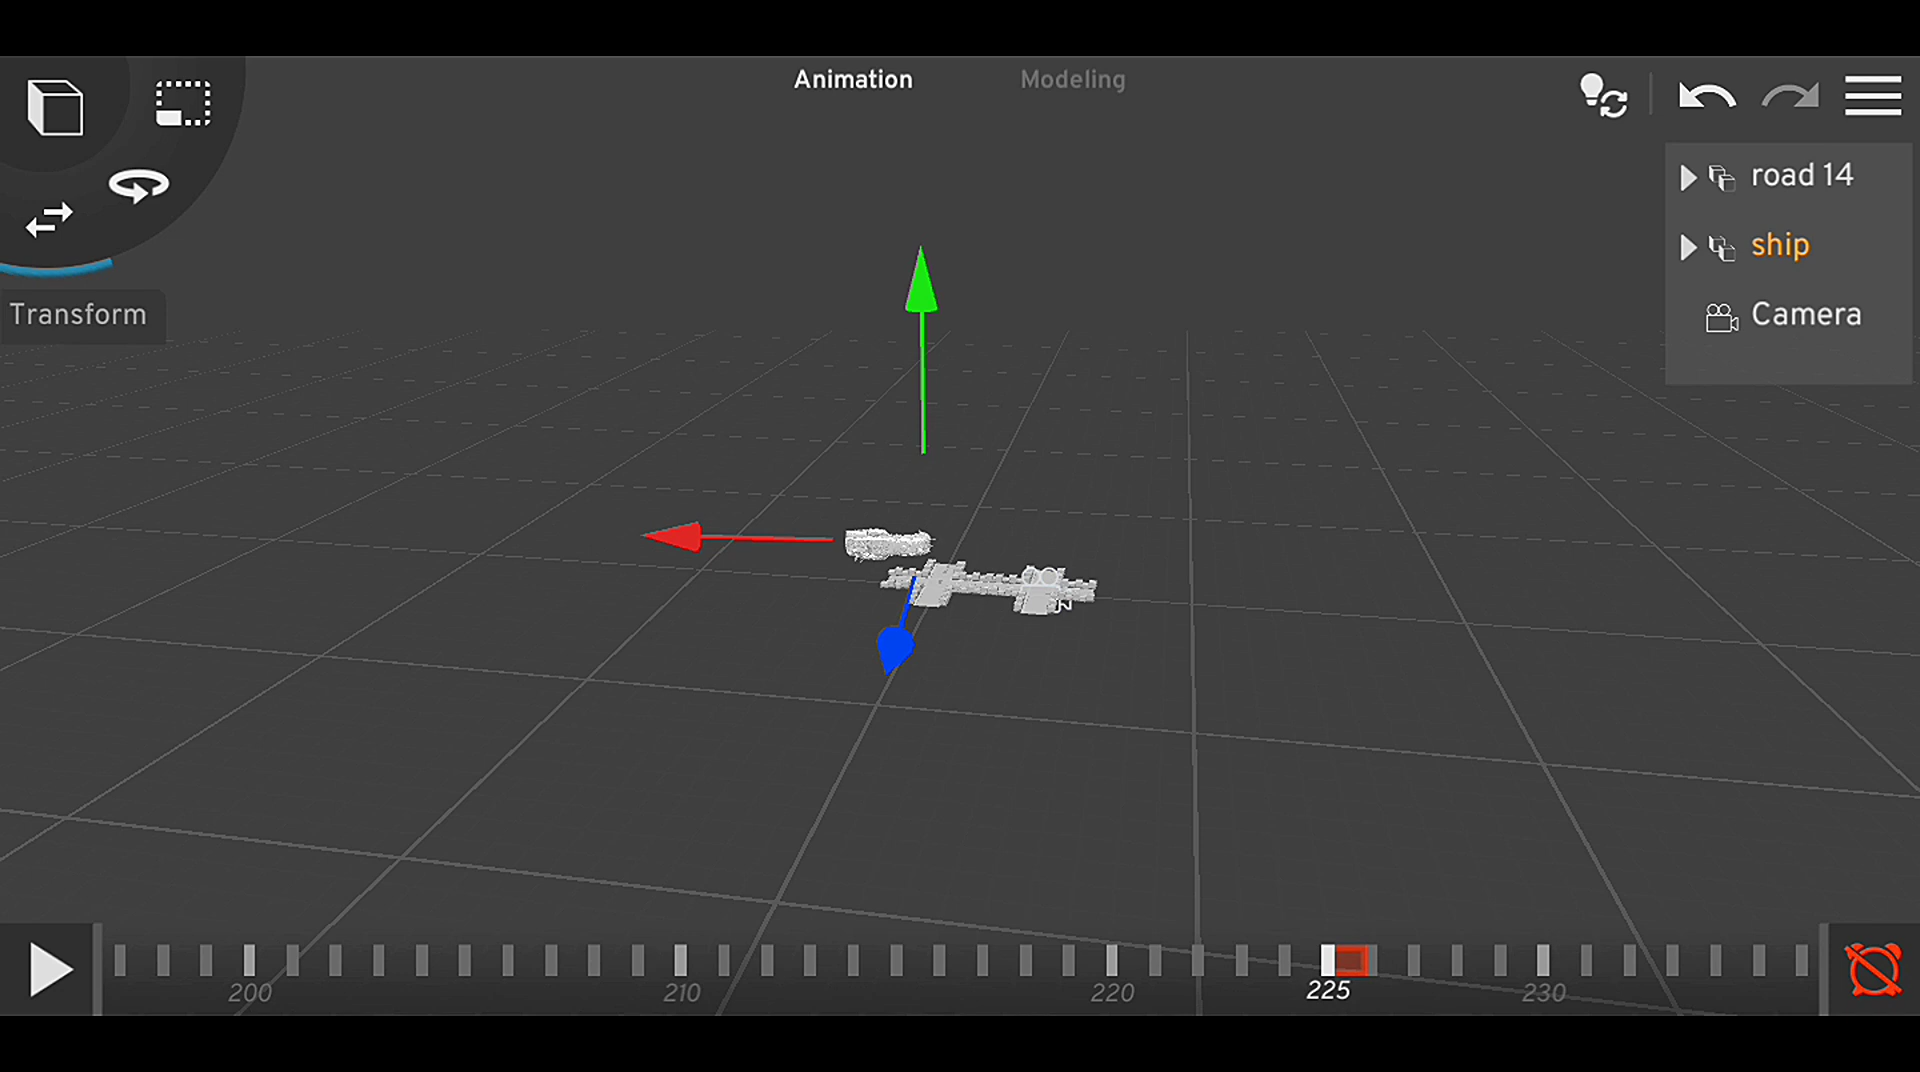 Animation Modeling
road 14
ship
Camera
Transform
200 210 220 225 230